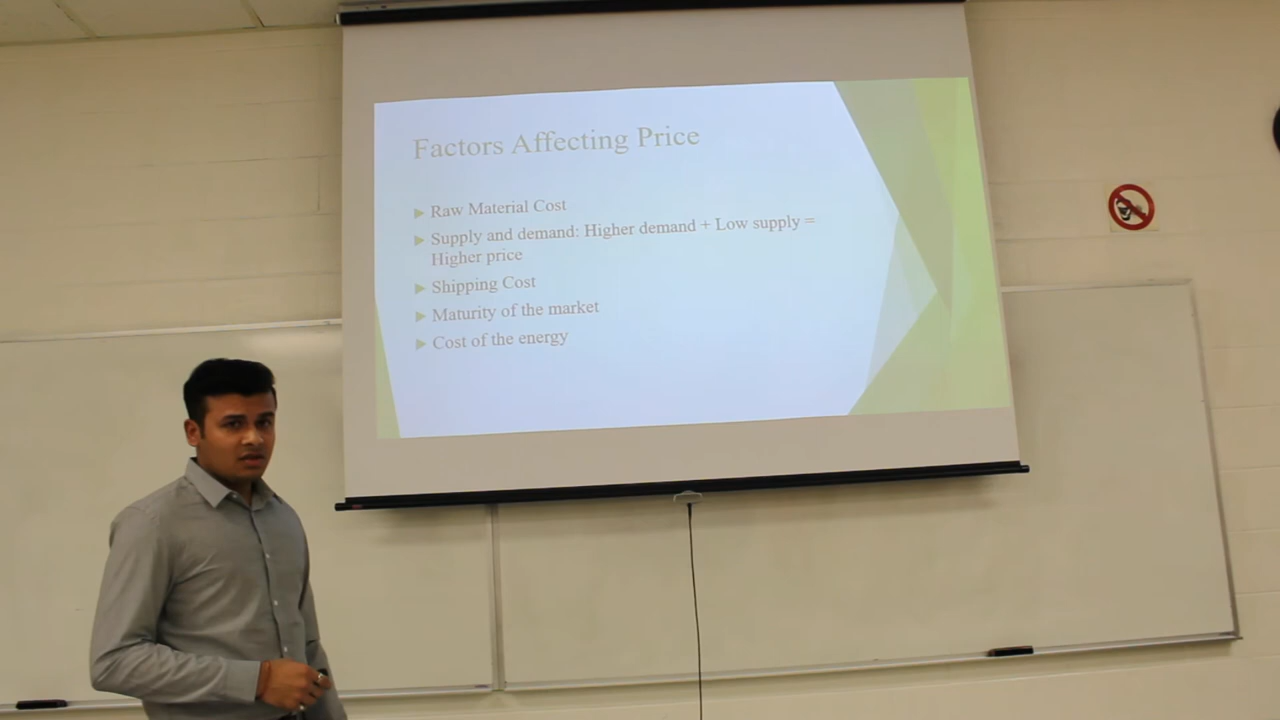 Factors Affecting Price
Raw Material Cost
Supply and demand: Higher demand + Low supply =
Higher price
Shipping Cost
Maturity of the market
Cost of the energy